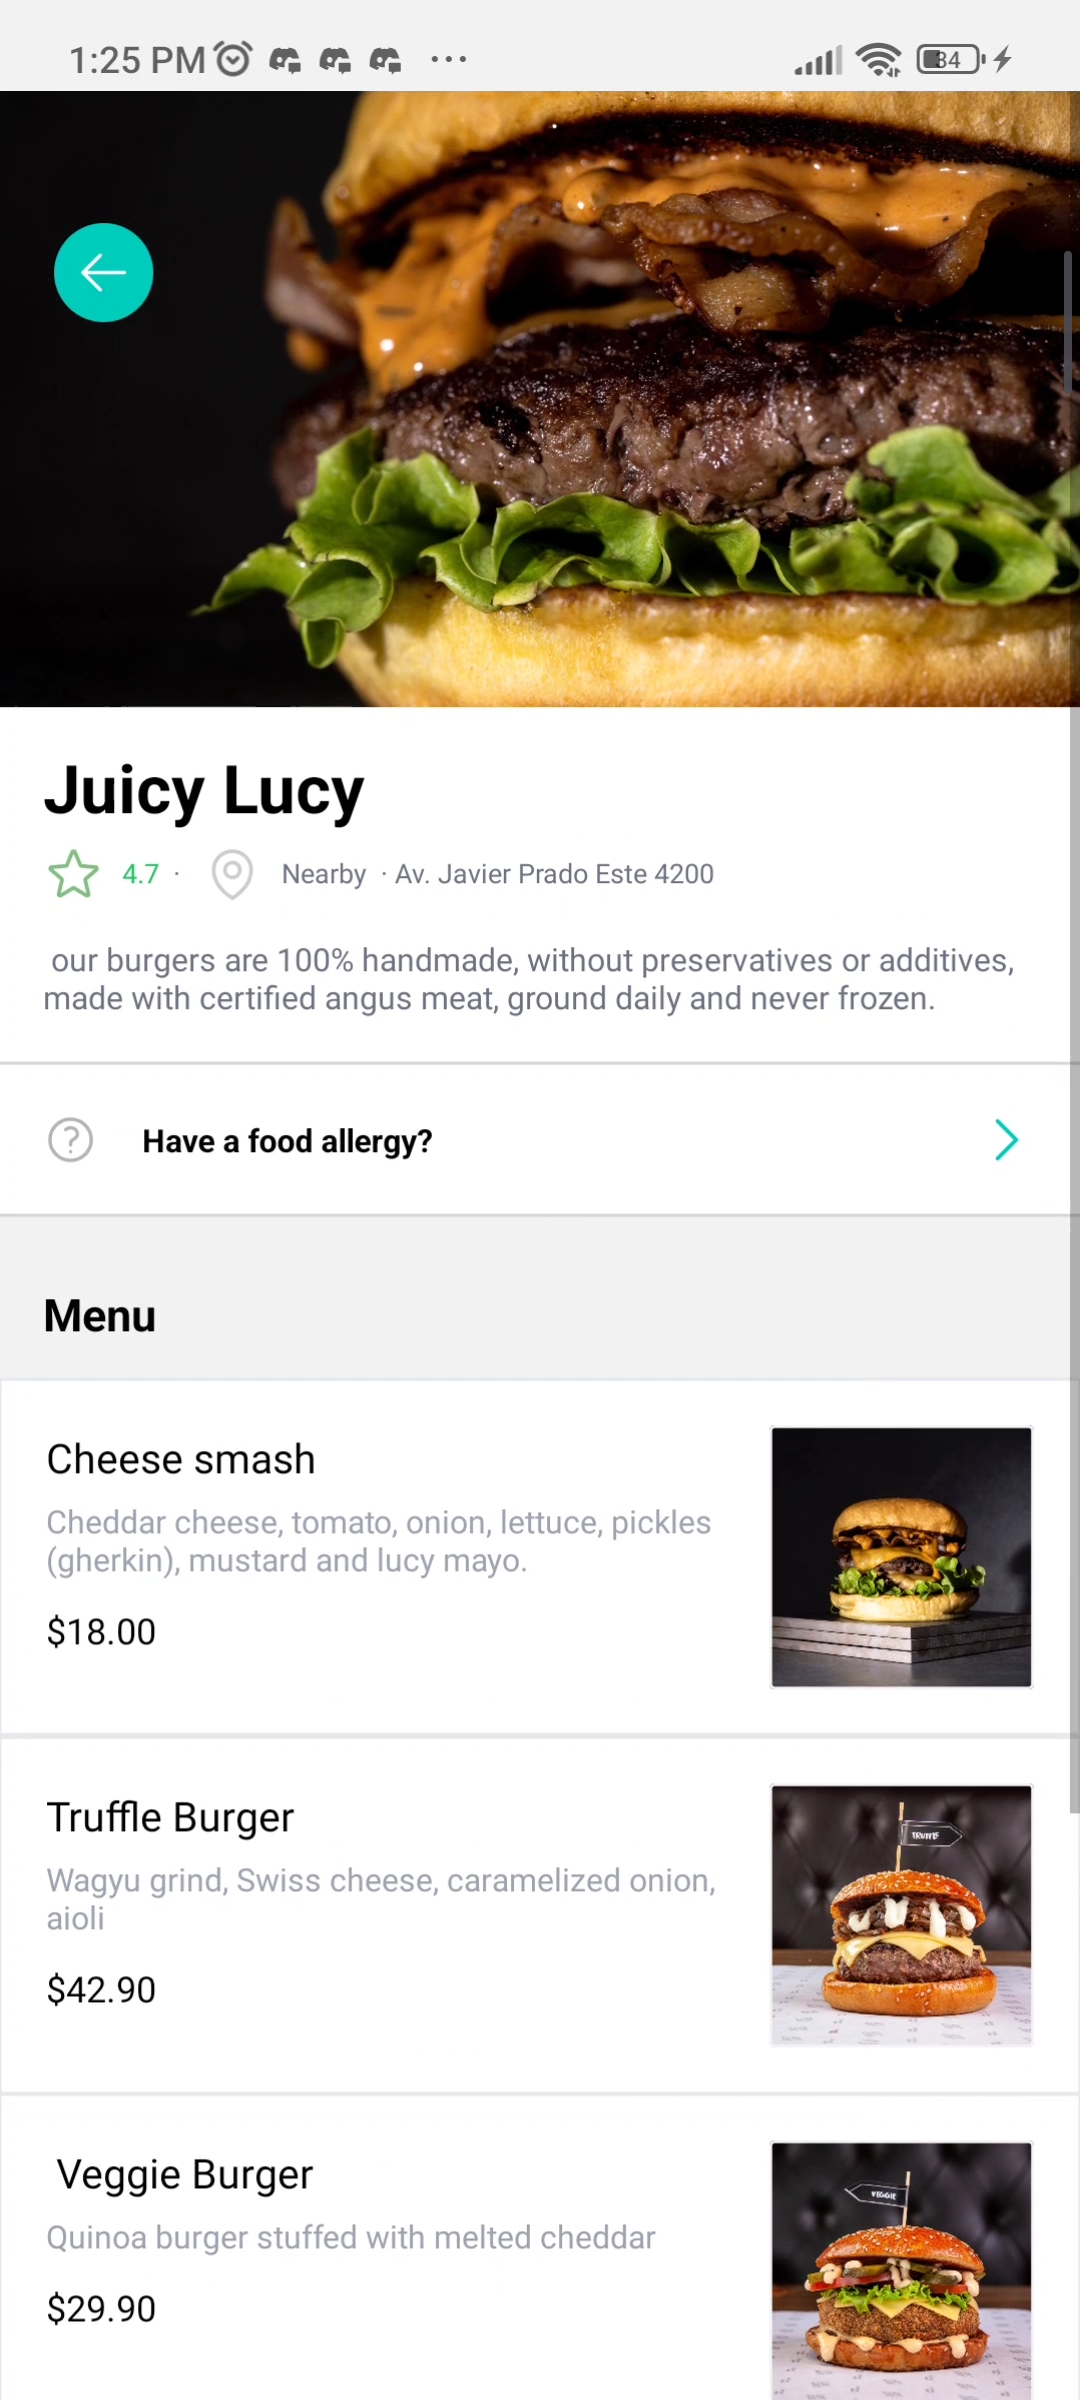 1:25 PM
34
Juicy Lucy
4.7 · Nearby · Av. Javier Prado Este 4200
our burgers are 100% handmade, without preservatives or additives,
made with certified angus meat, ground daily and never frozen.
Have a food allergy?
Menu
Cheese smash
Cheddar cheese, tomato, onion, lettuce, pickles
(gherkin), mustard and lucy mayo.
$18.00
Truffle Burger
TRUFFLE
Wagyu grind, Swiss cheese, caramelized onion,
aioli
$42.90
Veggie Burger
VEGGIE
Quinoa burger stuffed with melted cheddar
$29.90